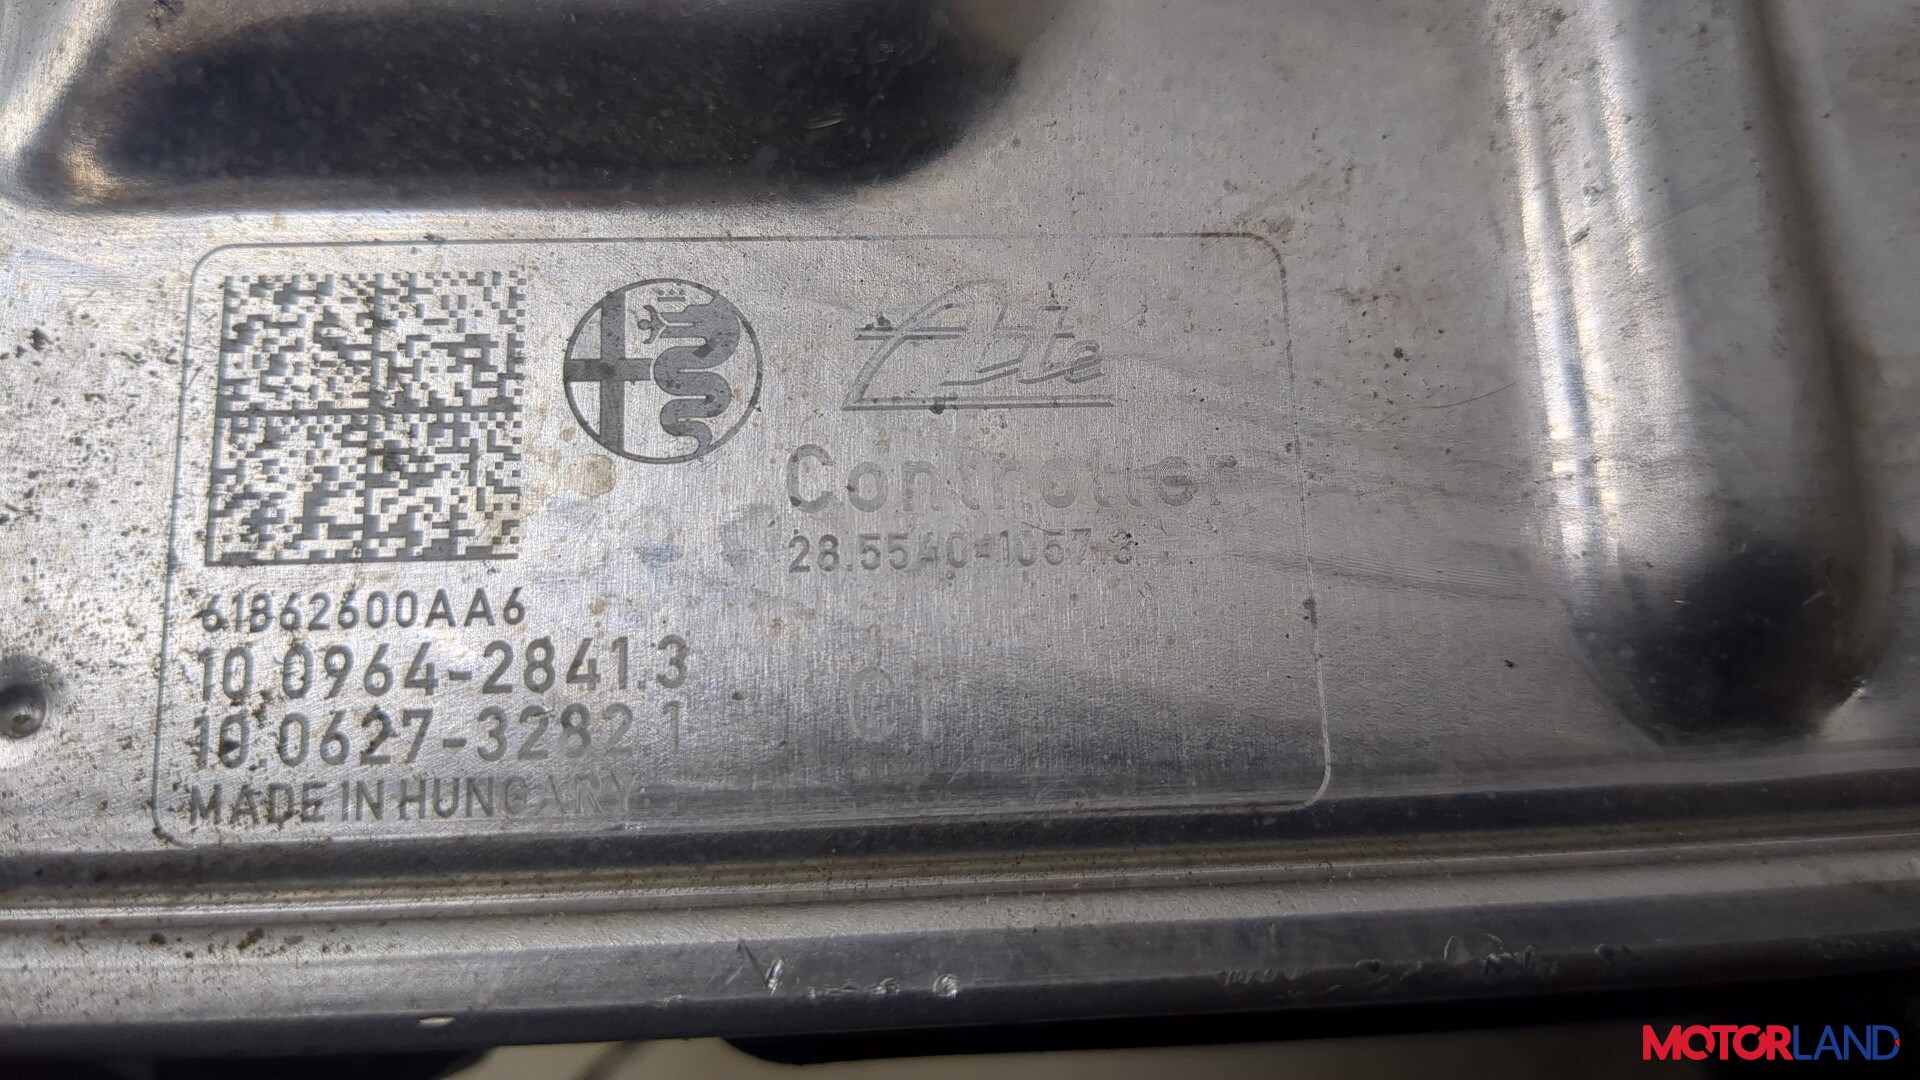 Ate
Controller
28.5540-1057.3
61862600AA6
10.0964-2841.3
10.0627-3282.1
MADE IN HUNGARY
MOTORLAND